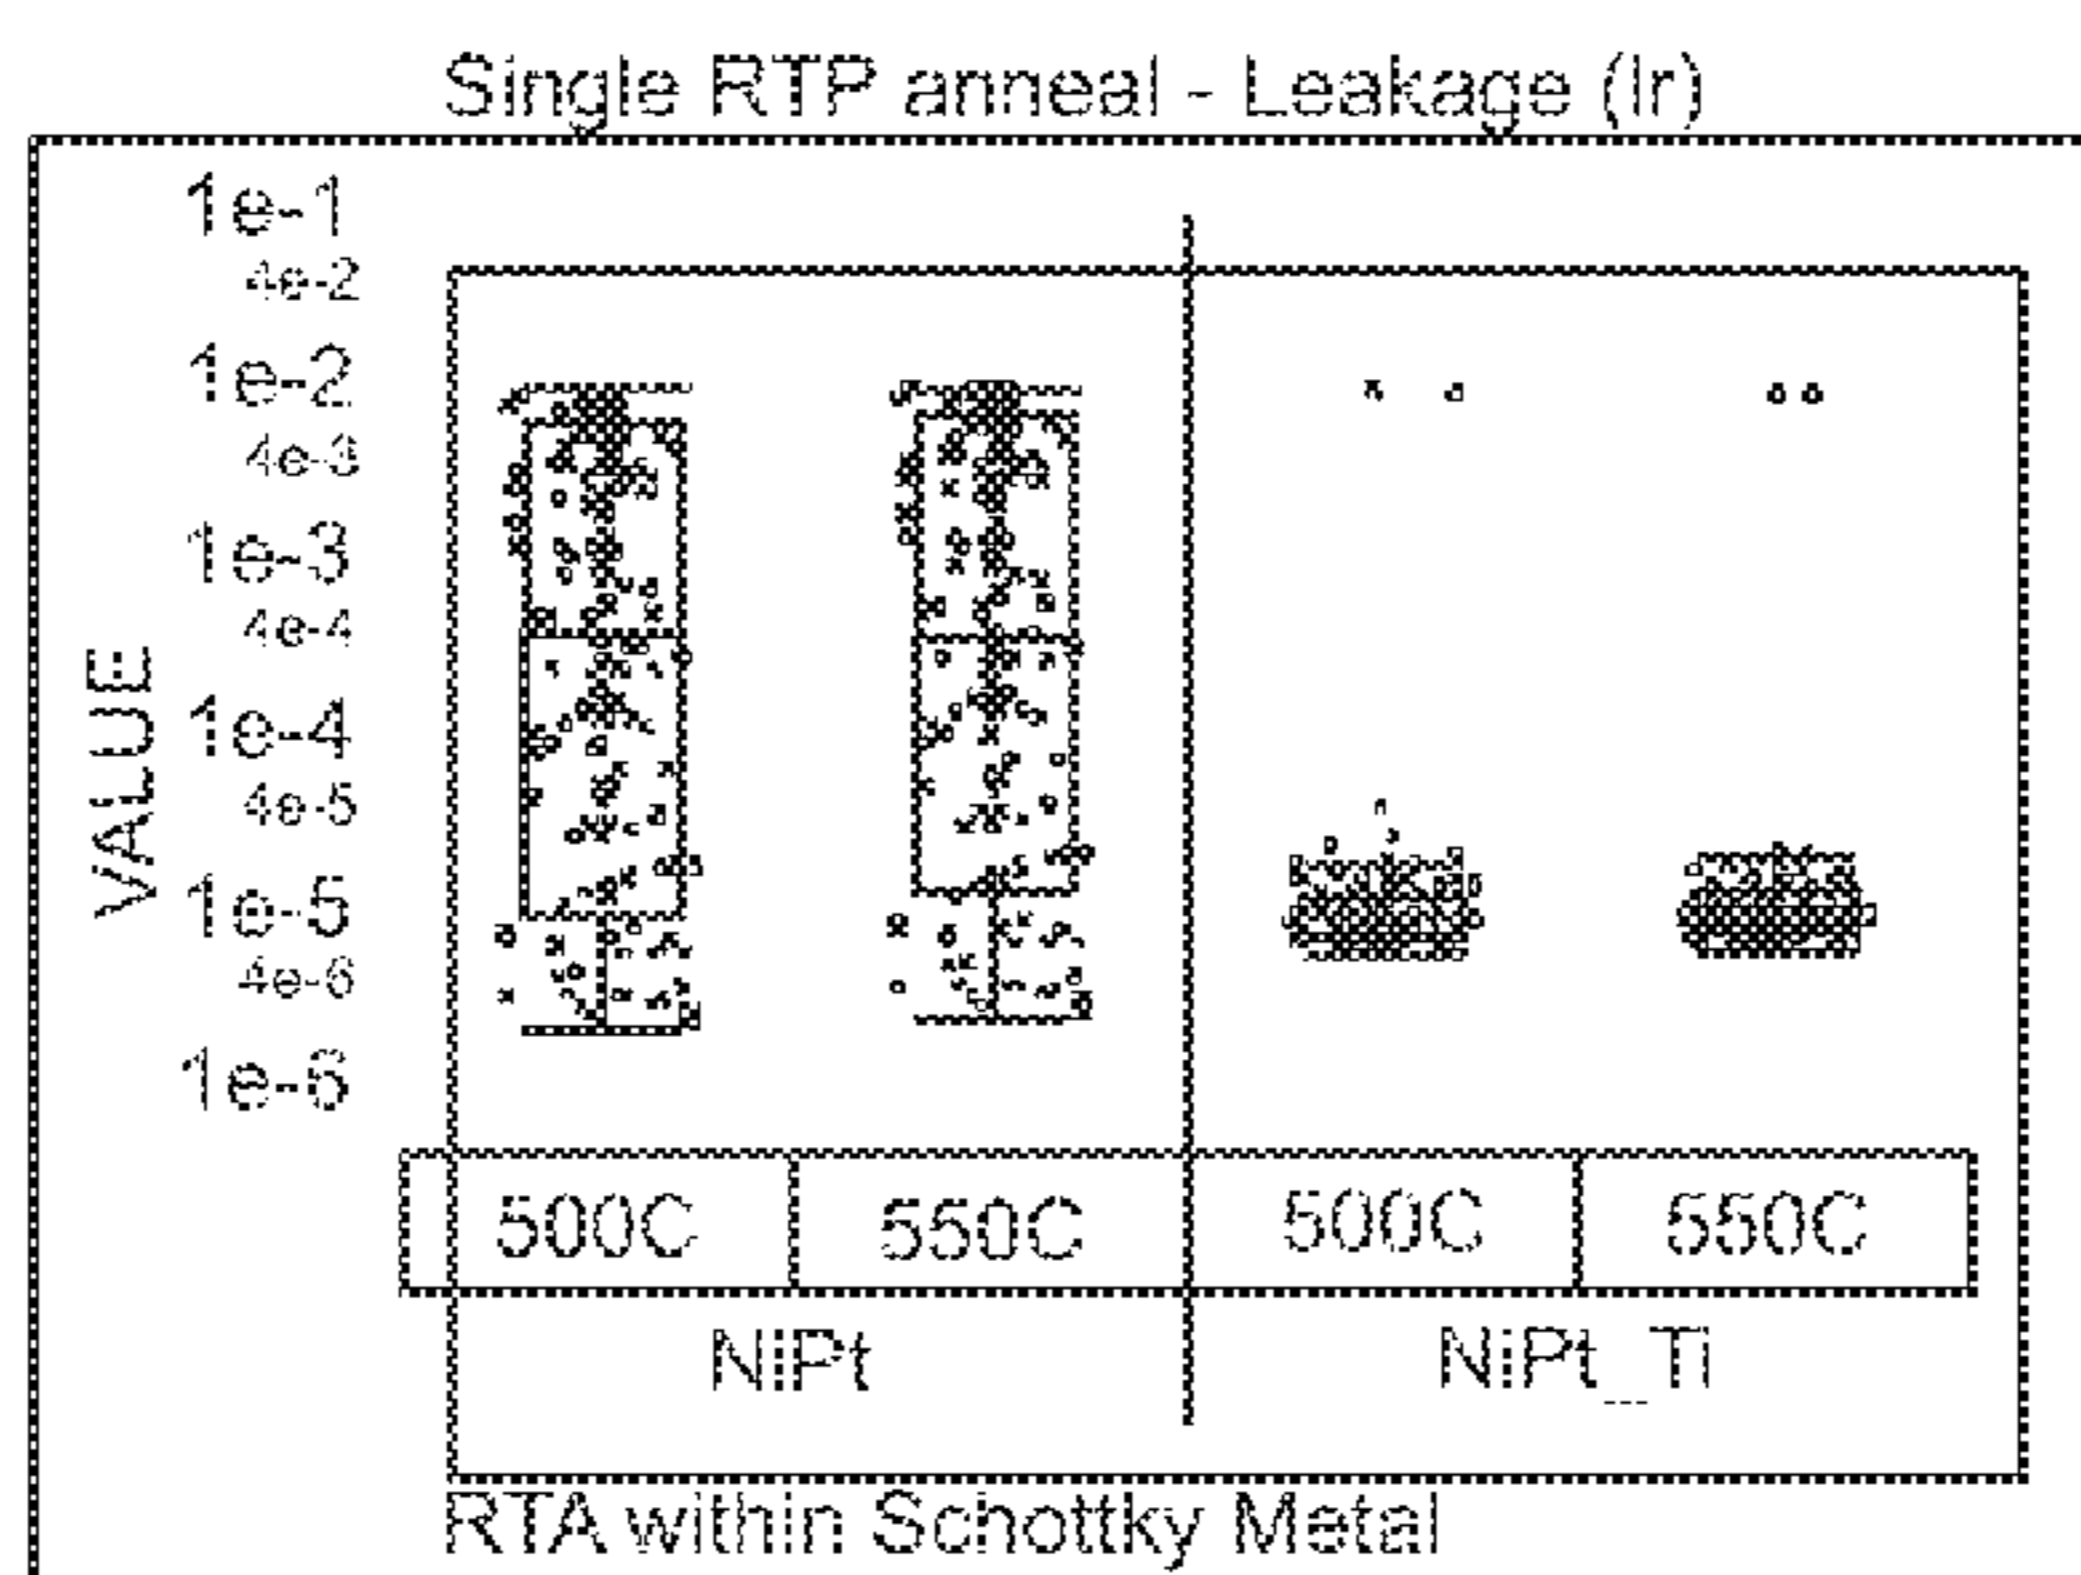 Single RTP anneal - Leakage (Ir)
1e-1
4e-2
1e-2
4e-3
1e-3
4e-4
1e-4
4e-5
1e-5
4e-6
1e-6
VALUE
500C 550C 500C 550C
NiPt NiPt_Ti
RTA within Schottky Metal